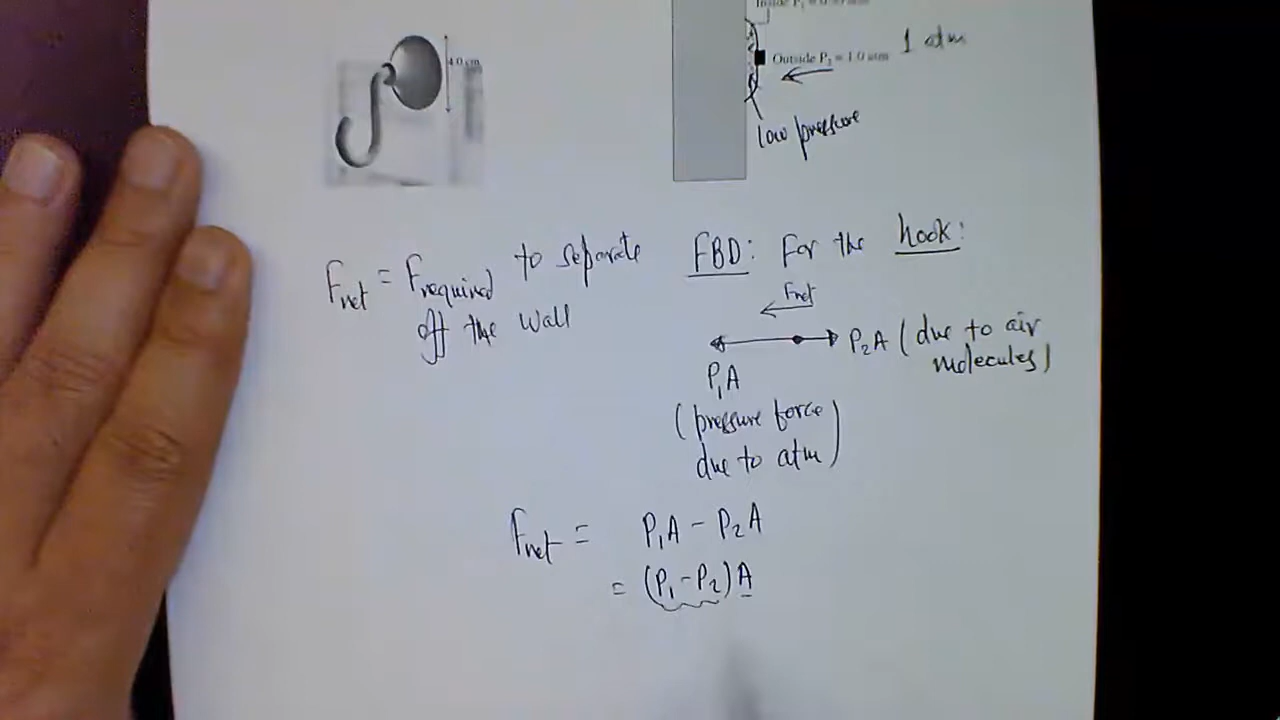 4.0 cm
Outside P₂ = 1.0 atm
1 atm
low pressure
Fnet = Frequired to separate
off the wall
FBD: For the hook:
Fnet
P₂A (due to air
molecules)
P₁A
(pressure force
due to atm)
Fnet = P₁A - P₂A
= (P₁-P₂)A